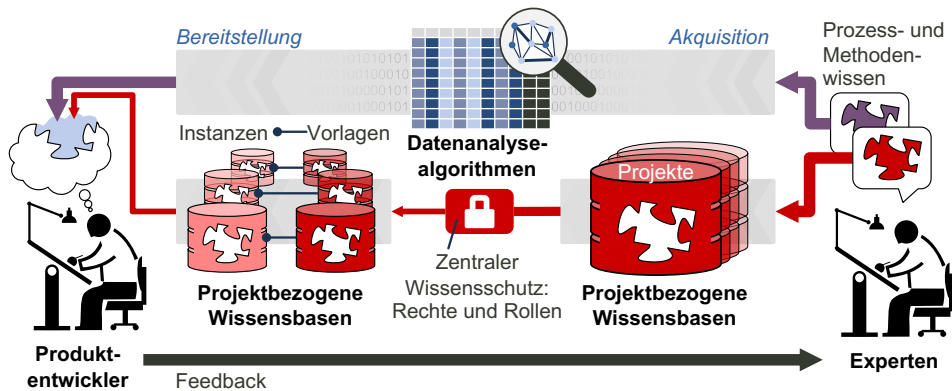 Bereitstellung
Akquisition
Prozess- und
Methoden-
wissen
Instanzen
Vorlagen
Datenanalyse-
algorithmen
Projekte
Zentraler
Wissensschutz:
Rechte und Rollen
Projektbezogene
Wissensbasen
Projektbezogene
Wissensbasen
Produkt-
entwickler
Feedback
Experten